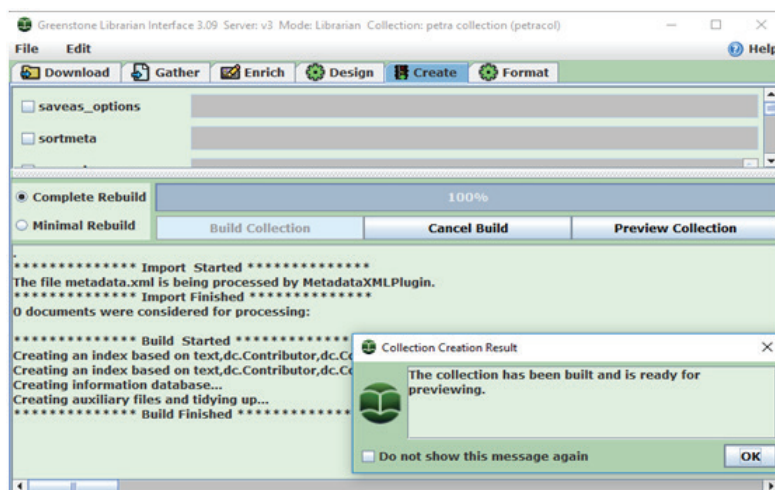 Greenstone Librarian Interface 3.09 Server: v3 Mode: Librarian Collection: petra collection (petracol)
File Edit Help
Download Gather Enrich Design Create Format
saveas_options
sortmeta
Complete Rebuild 100%
Minimal Rebuild Build Collection Cancel Build Preview Collection
.
************** Import Started **************
The file metadata.xml is being processed by MetadataXMLPlugin.
************** Import Finished **************
0 documents were considered for processing:
************** Build Started **************
Creating an index based on text,dc.Contributor,dc.Co
Creating an index based on text,dc.Contributor,dc.Co
Creating information database...
Creating auxiliary files and tidying up...
************** Build Finished **************
Collection Creation Result
The collection has been built and is ready for
previewing.
Do not show this message again OK